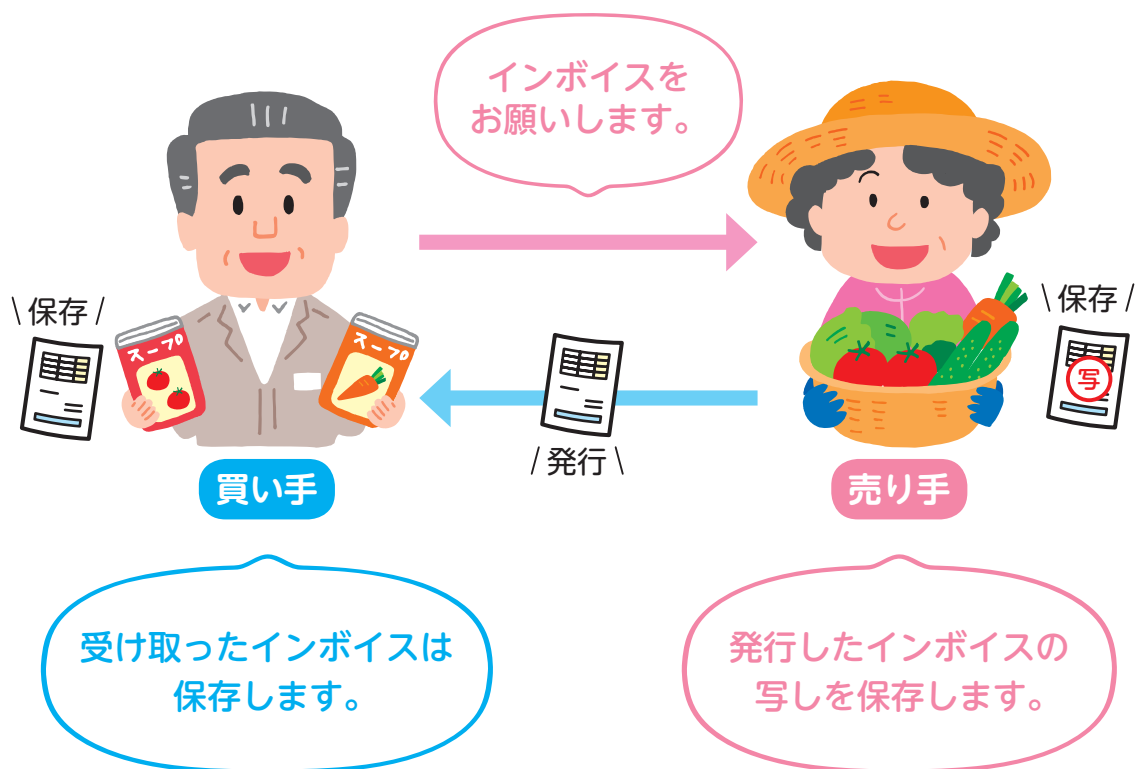 インボイスを
お願いします。
\保存/
スープ
スープ
\保存/
写
/発行\
買い手
売り手
受け取ったインボイスは
保存します。
発行したインボイスの
写しを保存します。